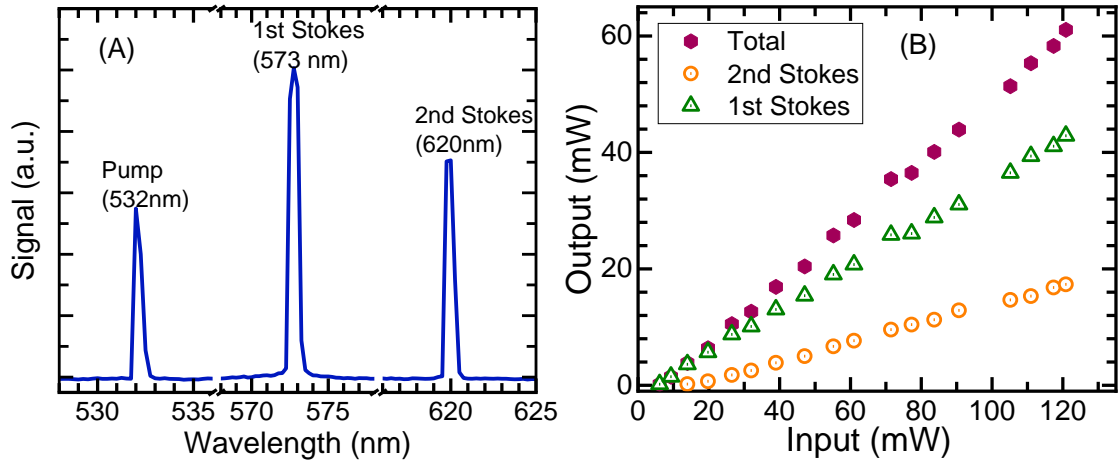 (A)
1st Stokes
(573 nm)
2nd Stokes
(620nm)
Pump
(532nm)
Signal (a.u.)
530 535 570 575 620 625
Wavelength (nm)
(B)
Total
2nd Stokes
1st Stokes
60
40
20
0
Output (mW)
0 20 40 60 80 100 120
Input (mW)